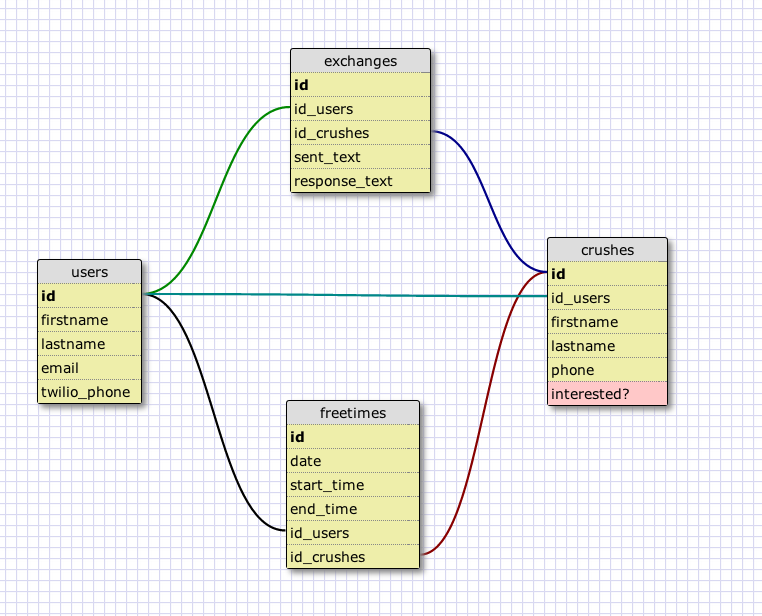 exchanges
id
id_users
id_crushes
sent_text
response_text
users
id
firstname
lastname
email
twilio_phone
crushes
id
id_users
firstname
lastname
phone
interested?
freetimes
id
date
start_time
end_time
id_users
id_crushes